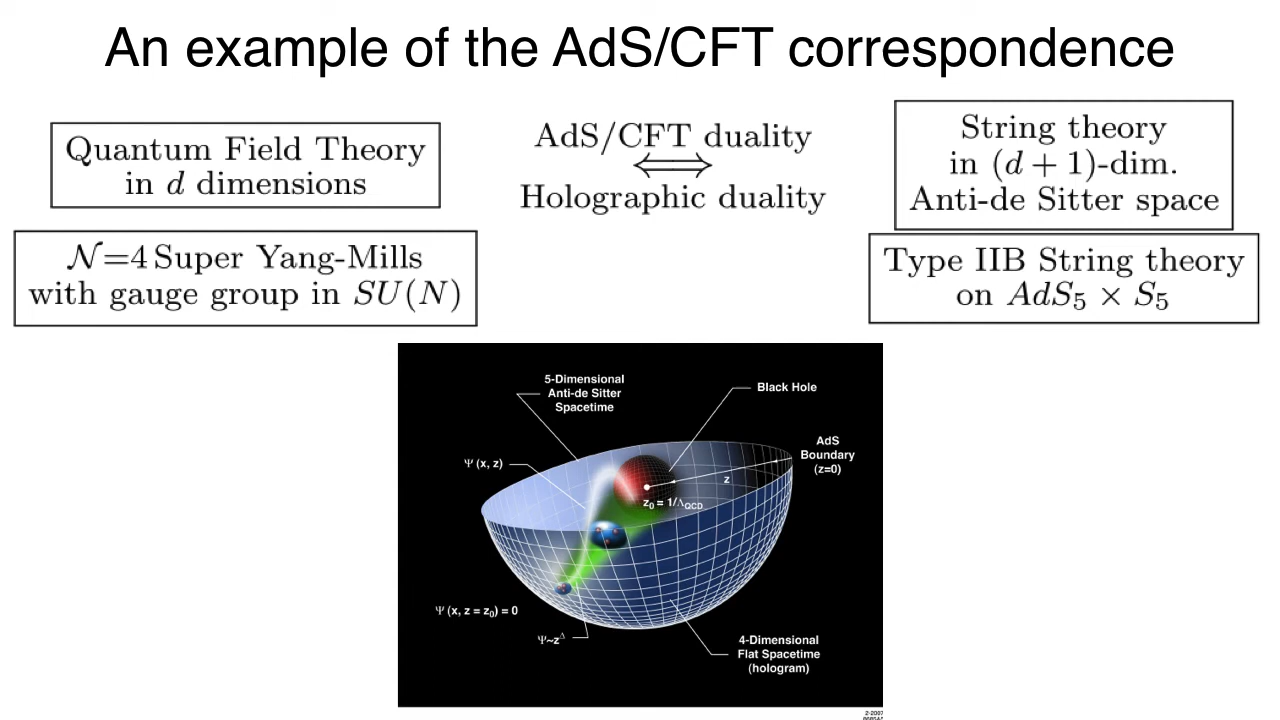 An example of the AdS/CFT correspondence
Quantum Field Theory
in d dimensions
AdS/CFT duality
⟺
Holographic duality
String theory
in (d + 1)-dim.
Anti-de Sitter space
𝒩=4 Super Yang-Mills
with gauge group in SU(N)
Type IIB String theory
on AdS₅ × S₅
5-Dimensional
Anti-de Sitter
Spacetime
Black Hole
AdS
Boundary
(z=0)
Ψ (x, z)
z
z₀ = 1/Λ_QCD
Ψ (x, z = z₀) = 0
Ψ~z^Δ
4-Dimensional
Flat Spacetime
(hologram)
2-2007